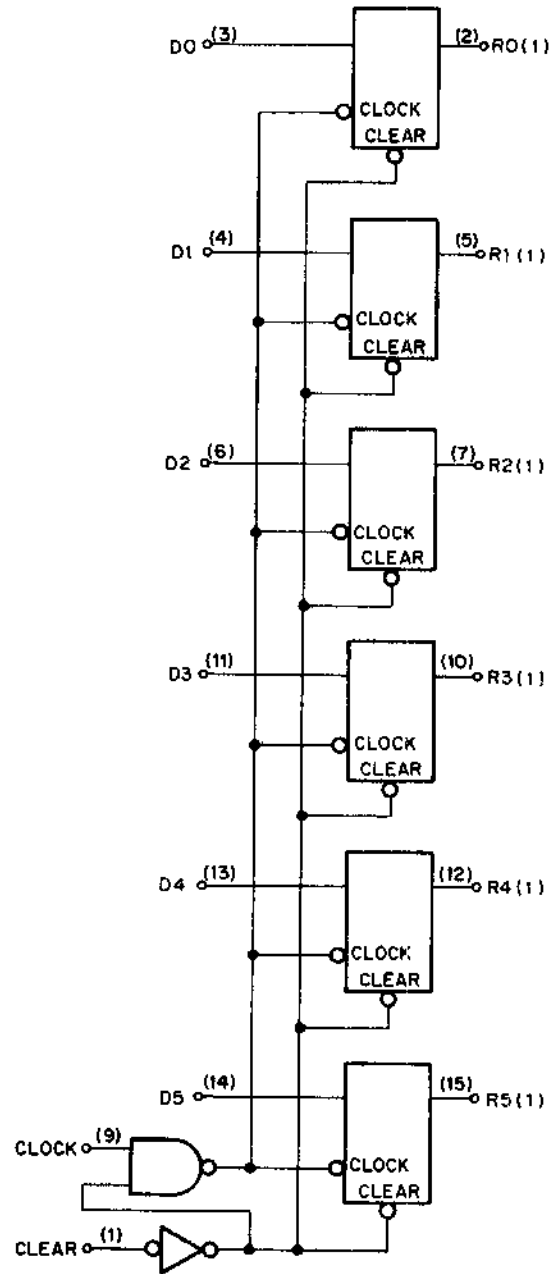 D0 (3) (2) R0(1)
CLOCK
CLEAR
D1 (4) (5) R1(1)
CLOCK
CLEAR
D2 (6) (7) R2(1)
CLOCK
CLEAR
D3 (11) (10) R3(1)
CLOCK
CLEAR
D4 (13) (12) R4(1)
CLOCK
CLEAR
D5 (14) (15) R5(1)
CLOCK (9)
CLOCK
CLEAR
CLEAR (1)